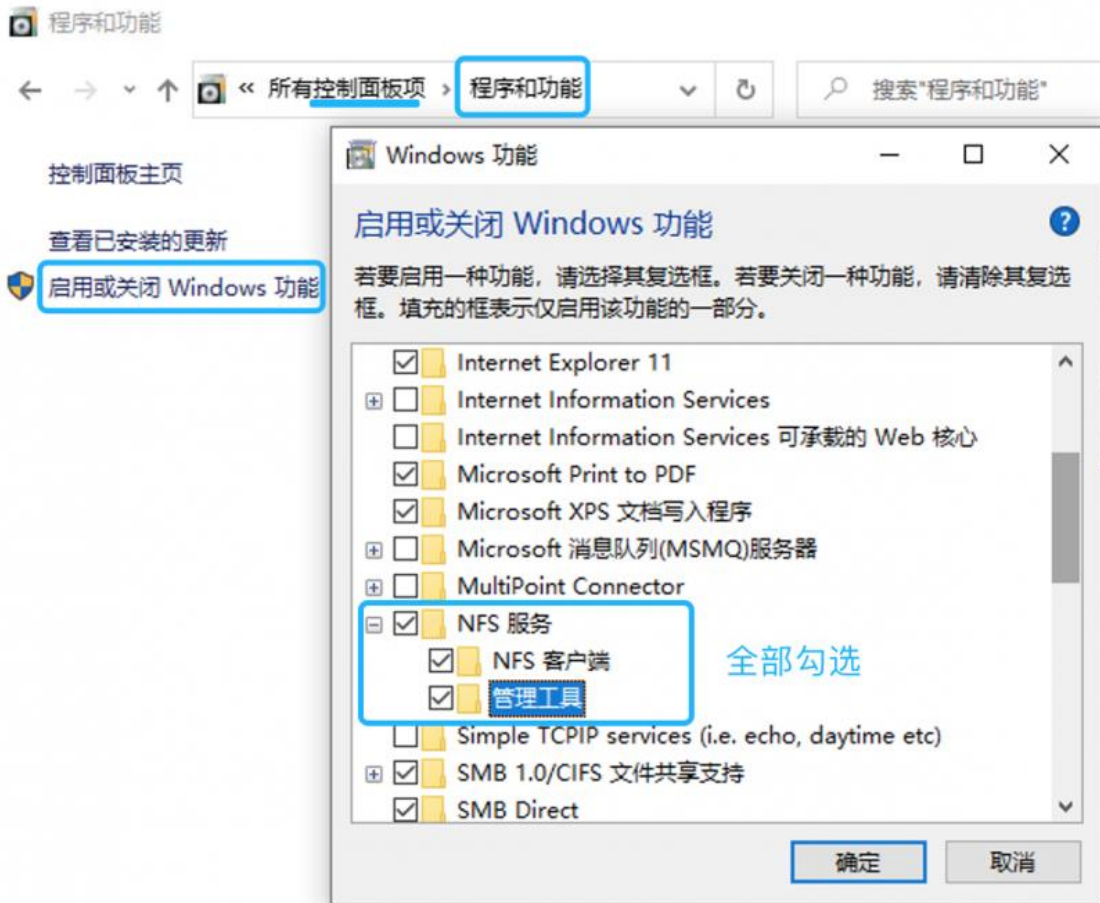 程序和功能
« 所有控制面板项 › 程序和功能
搜索"程序和功能"
控制面板主页
查看已安装的更新
启用或关闭 Windows 功能
Windows 功能
启用或关闭 Windows 功能
若要启用一种功能，请选择其复选框。若要关闭一种功能，请清除其复选
框。填充的框表示仅启用该功能的一部分。
Internet Explorer 11
Internet Information Services
Internet Information Services 可承载的 Web 核心
Microsoft Print to PDF
Microsoft XPS 文档写入程序
Microsoft 消息队列(MSMQ)服务器
MultiPoint Connector
NFS 服务
NFS 客户端
管理工具
全部勾选
Simple TCPIP services (i.e. echo, daytime etc)
SMB 1.0/CIFS 文件共享支持
SMB Direct
确定
取消